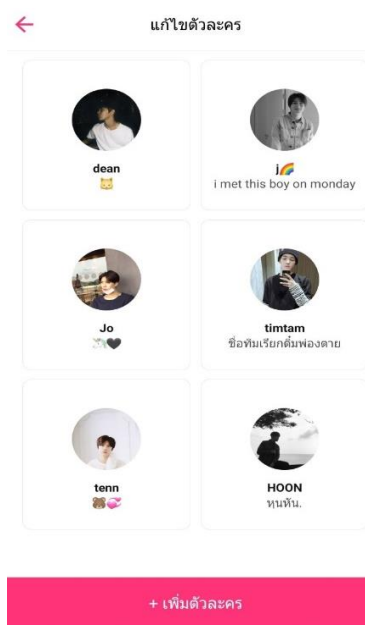 แก้ไขตัวละคร
dean
🐱
j🌈
i met this boy on monday
Jo
🖤
timtam
ชื่อทิมเรียกตื๋มพ่องตาย
tenn
🐻💞
HOON
หุนหัน.
+ เพิ่มตัวละคร